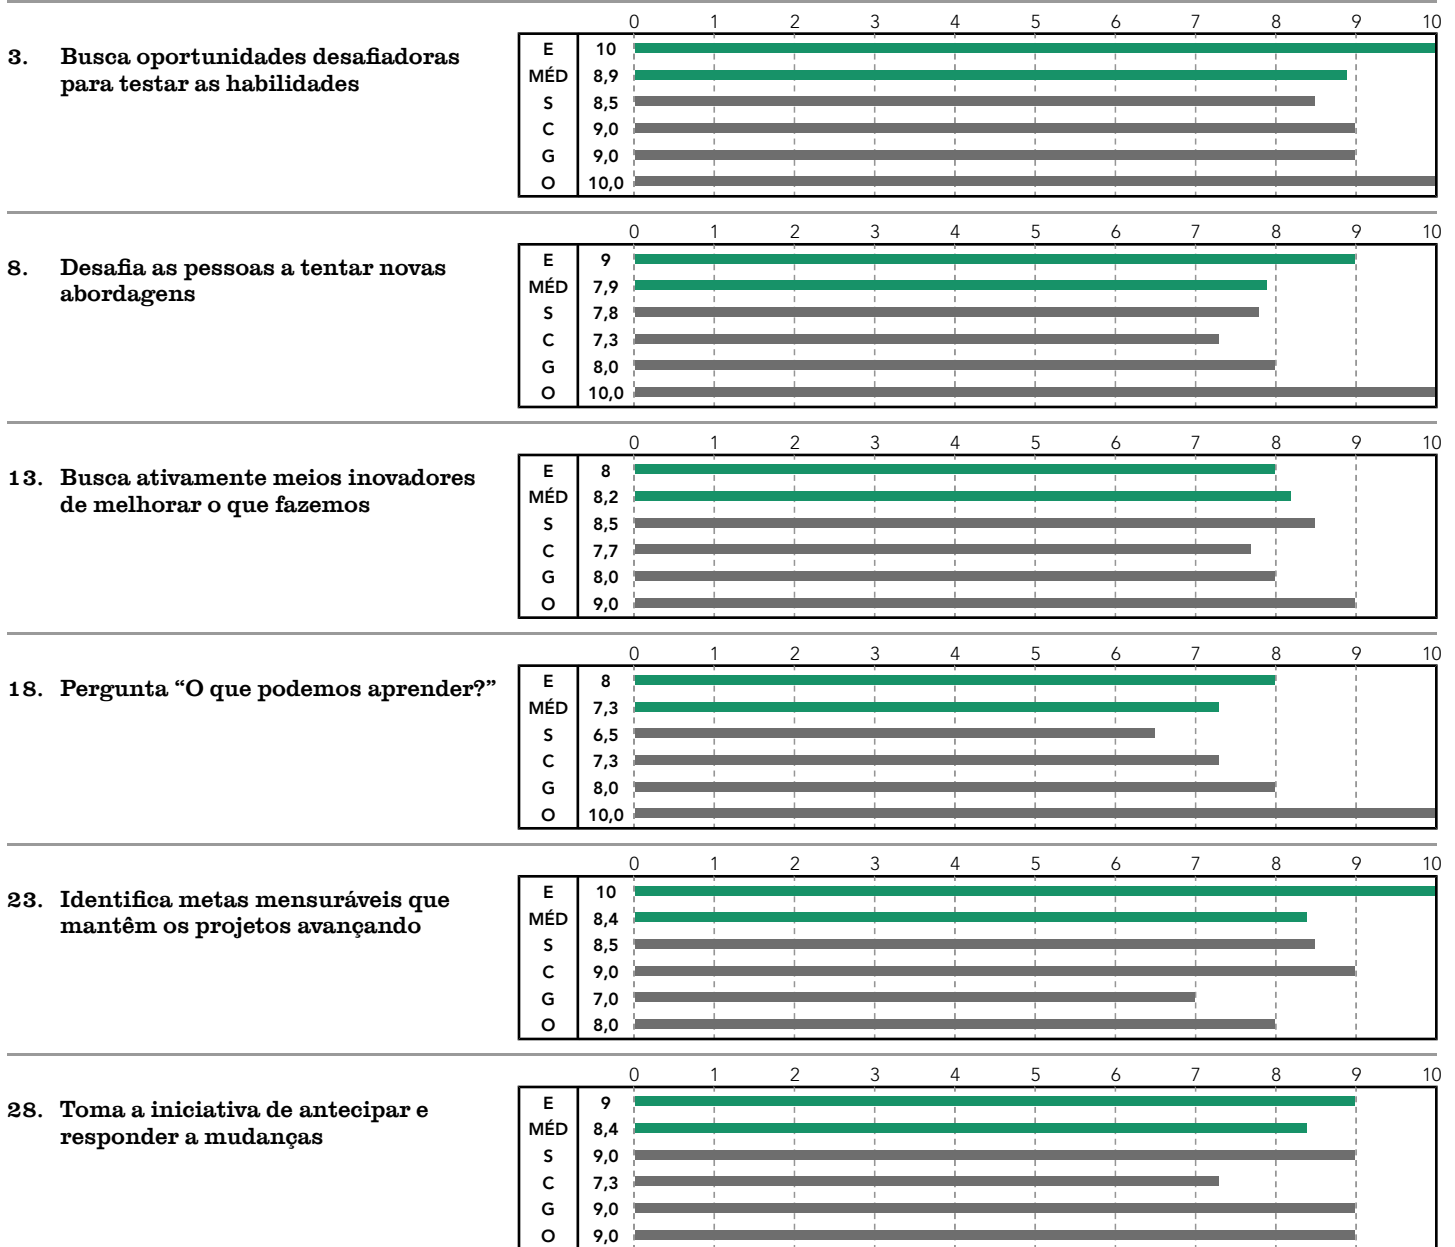 0 1 2 3 4 5 6 7 8 9 10
3. Busca oportunidades desafiadoras
para testar as habilidades
E 10
MÉD 8,9
S 8,5
C 9,0
G 9,0
O 10,0
0 1 2 3 4 5 6 7 8 9 10
8. Desafia as pessoas a tentar novas
abordagens
E 9
MÉD 7,9
S 7,8
C 7,3
G 8,0
O 10,0
0 1 2 3 4 5 6 7 8 9 10
13. Busca ativamente meios inovadores
de melhorar o que fazemos
E 8
MÉD 8,2
S 8,5
C 7,7
G 8,0
O 9,0
0 1 2 3 4 5 6 7 8 9 10
18. Pergunta “O que podemos aprender?”
E 8
MÉD 7,3
S 6,5
C 7,3
G 8,0
O 10,0
0 1 2 3 4 5 6 7 8 9 10
23. Identifica metas mensuráveis que
mantêm os projetos avançando
E 10
MÉD 8,4
S 8,5
C 9,0
G 7,0
O 8,0
0 1 2 3 4 5 6 7 8 9 10
28. Toma a iniciativa de antecipar e
responder a mudanças
E 9
MÉD 8,4
S 9,0
C 7,3
G 9,0
O 9,0